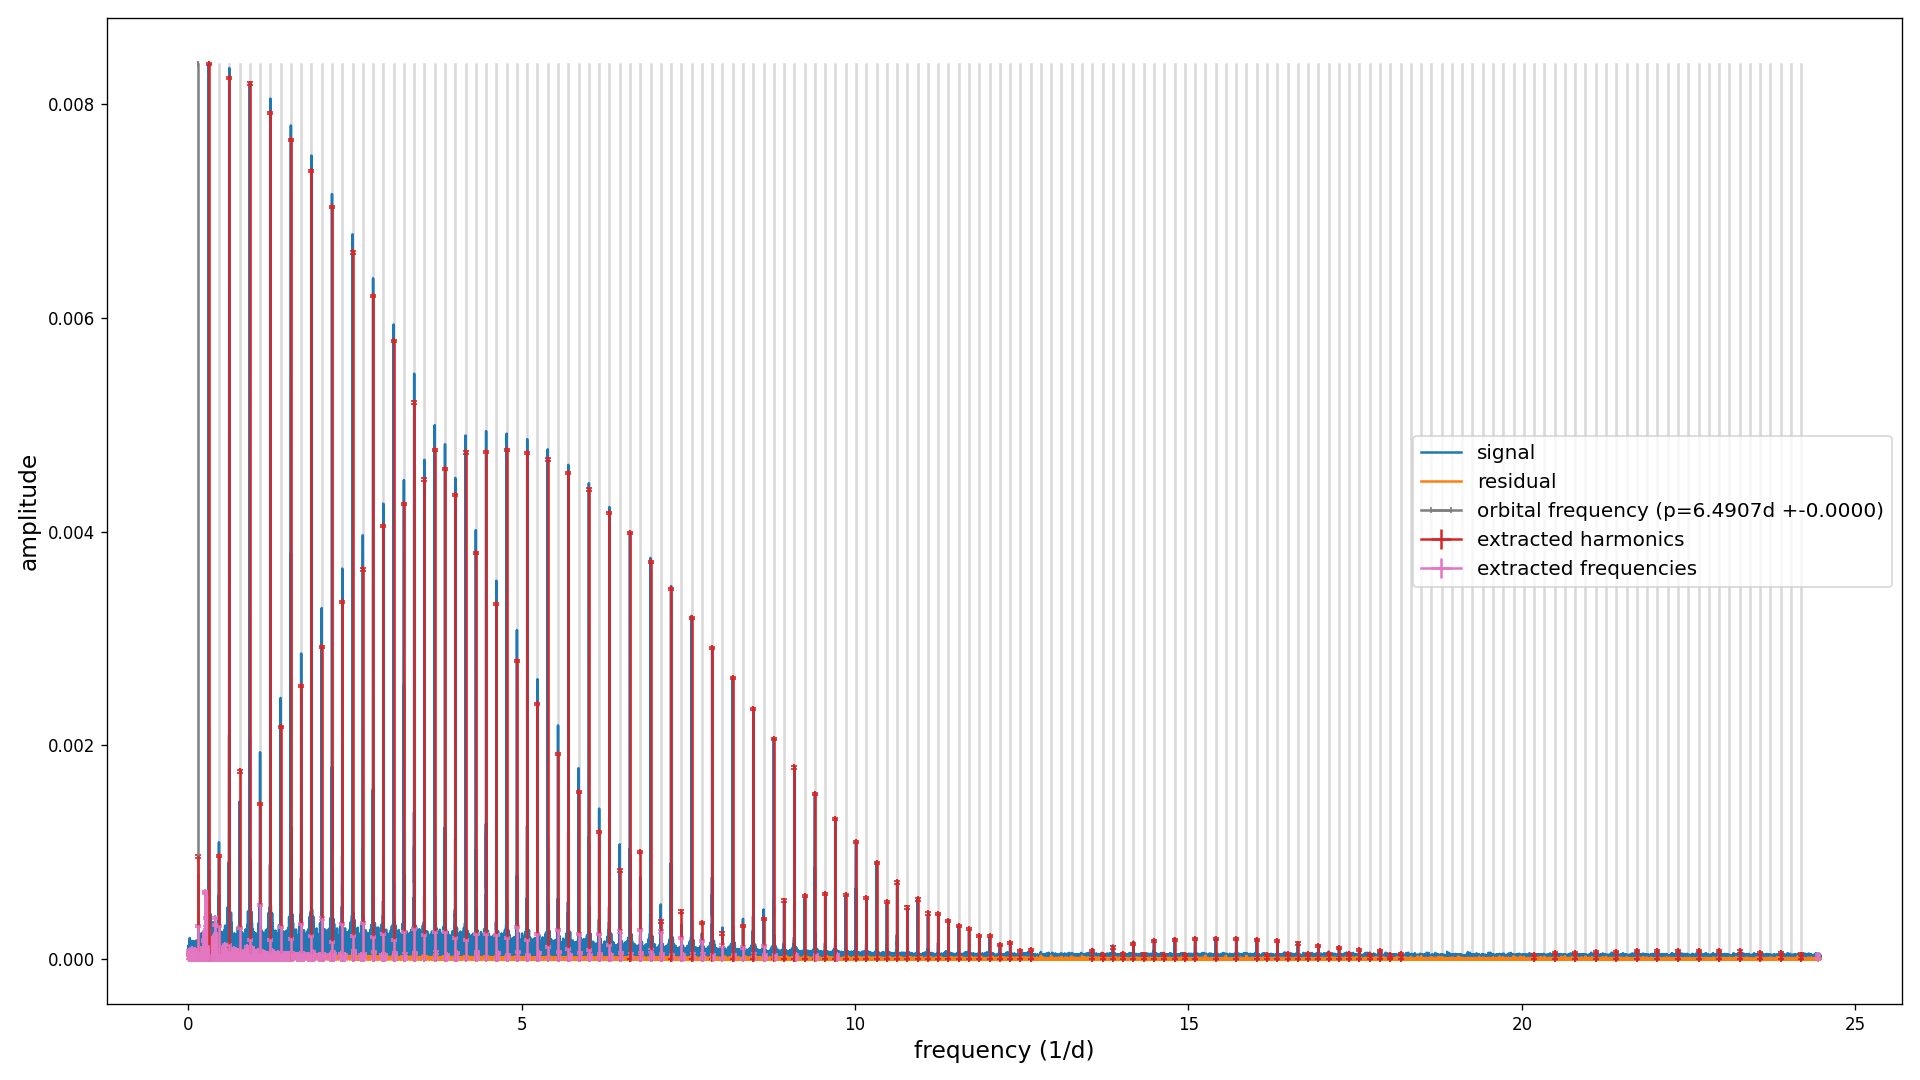 0.008
0.006
0.004
0.002
0.000
amplitude
signal
residual
orbital frequency (p=6.4907d +-0.0000)
extracted harmonics
extracted frequencies
0 5 10 15 20 25
frequency (1/d)